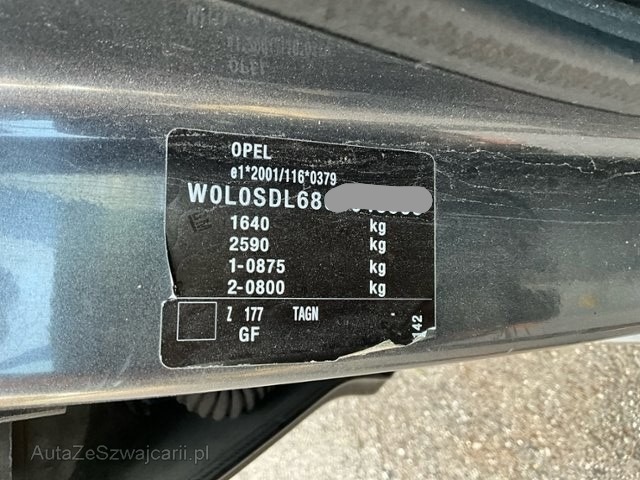 OPEL
e1*2001/116*0379
W0L0SDL68
1640 kg
2590 kg
1-0875 kg
2-0800 kg
Z 177 TAGN -
GF
142
AutaZeSzwajcarii.pl